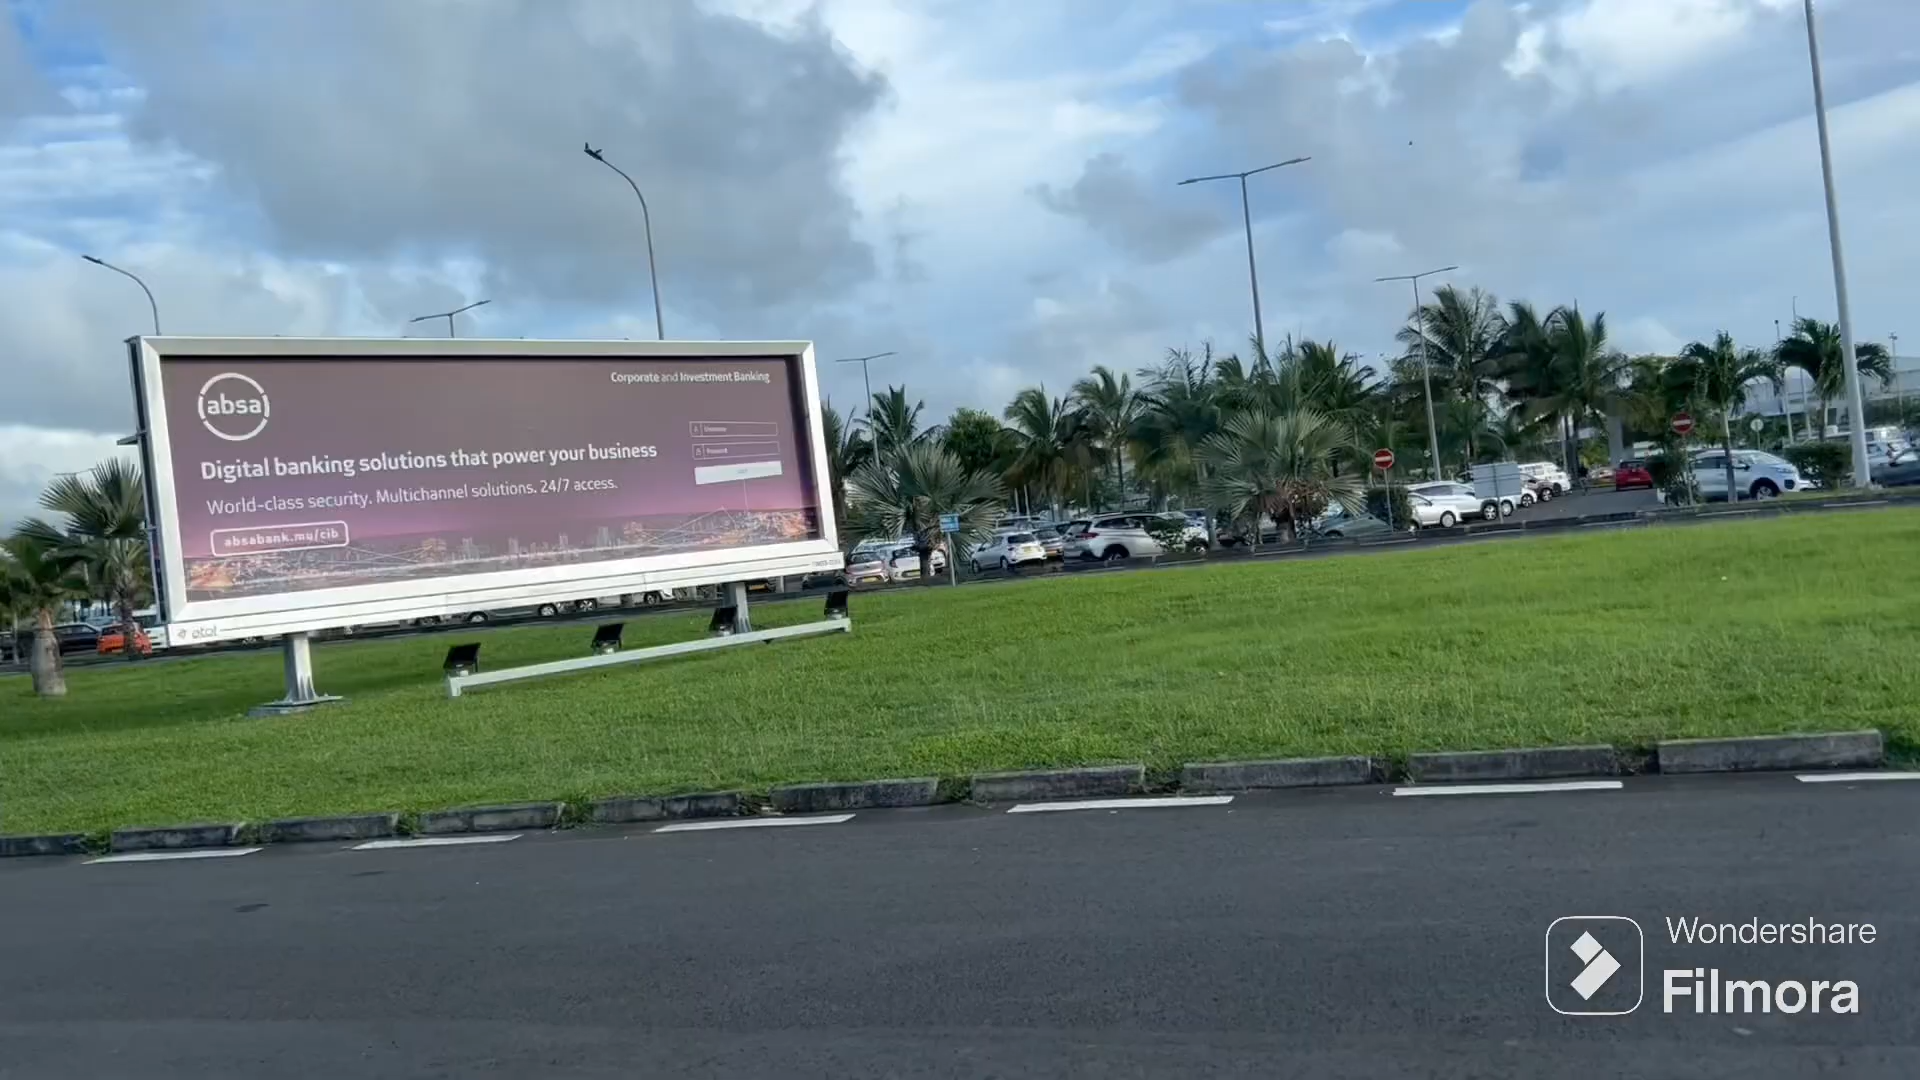 absa
Corporate and Investment Banking
Digital banking solutions that power your business
World-class security. Multichannel solutions. 24/7 access.
absabank.mu/cib
Wondershare
Filmora